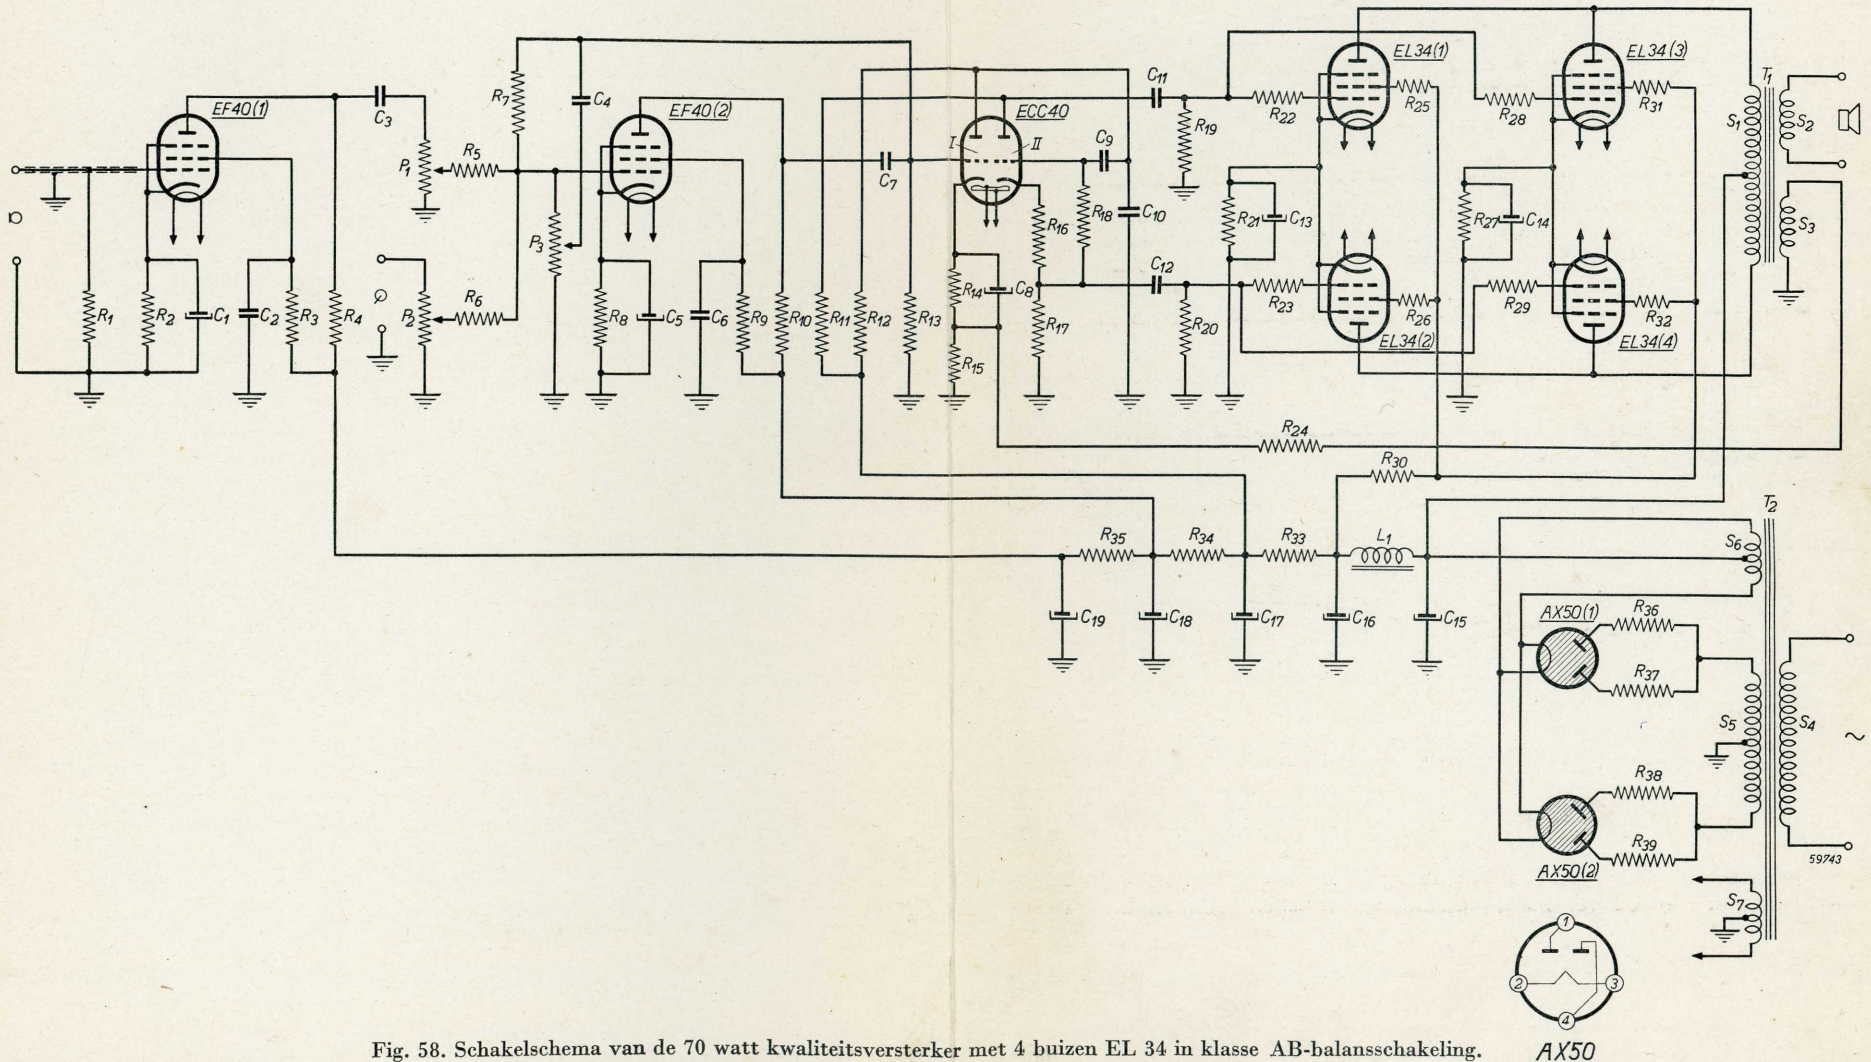 EF40(1)
C3
P1
R5
R7
C4
EF40(2)
C7
ECC40
I
II
C9
C11
R19
R22
EL34(1)
R25
R28
EL34(3)
R31
T1
S1
S2
S3
R1
R2
C1
C2
R3
R4
P2
R6
P3
R8
C5
C6
R9
R10
R11
R12
R13
R14
C8
R15
R16
R17
R18
C10
C12
R20
R21
C13
R23
EL34(2)
R26
R27
C14
R29
EL34(4)
R32
R24
R30
T2
R35
R34
R33
L1
S6
C19
C18
C17
C16
C15
AX50(1)
R36
R37
S5
S4
~
R38
R39
AX50(2)
59743
S7
1
2
3
4
AX50
Fig. 58. Schakelschema van de 70 watt kwaliteitsversterker met 4 buizen EL 34 in klasse AB-balansschakeling.